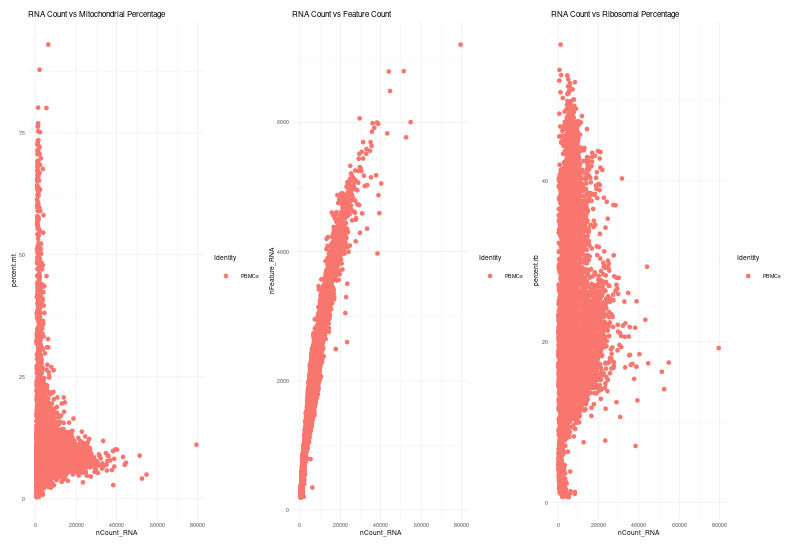 RNA Count vs Mitochondrial Percentage
percent.mt
75
50
25
0
0 20000 40000 60000 80000
nCount_RNA
Identity
PBMCs
RNA Count vs Feature Count
nFeature_RNA
6000
4000
2000
0
0 20000 40000 60000 80000
nCount_RNA
Identity
PBMCs
RNA Count vs Ribosomal Percentage
percent.rb
40
20
0
0 20000 40000 60000 80000
nCount_RNA
Identity
PBMCs